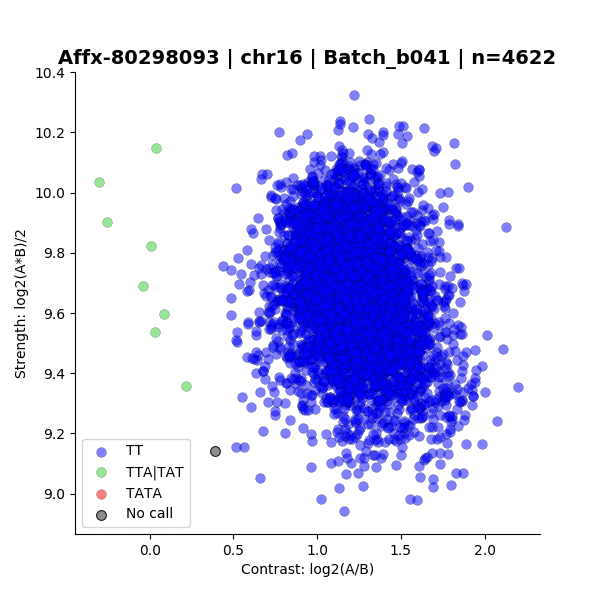 Affx-80298093 | chr16 | Batch_b041 | n=4622
Strength: log2(A*B)/2
10.4
10.2
10.0
9.8
9.6
9.4
9.2
9.0
TT
TTA|TAT
TATA
No call
0.0 0.5 1.0 1.5 2.0
Contrast: log2(A/B)